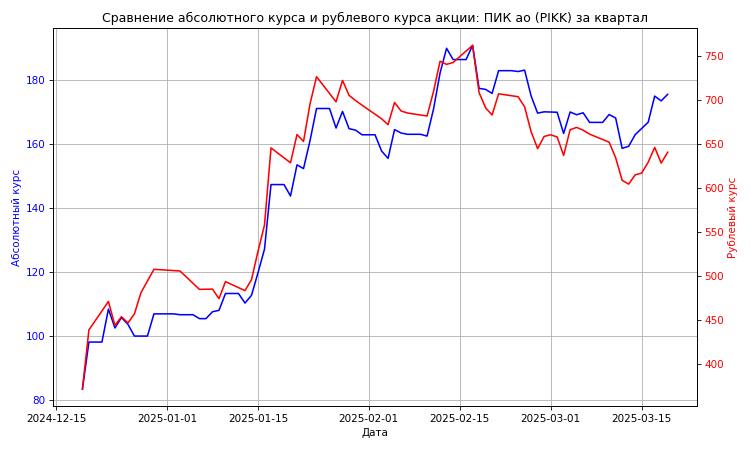 Сравнение абсолютного курса и рублевого курса акции: ПИК ао (PIKK) за квартал
Абсолютный курс
180
160
140
120
100
80
750
700
650
600
550
500
450
400
Рублевый курс
2024-12-15 2025-01-01 2025-01-15 2025-02-01 2025-02-15 2025-03-01 2025-03-15
Дата